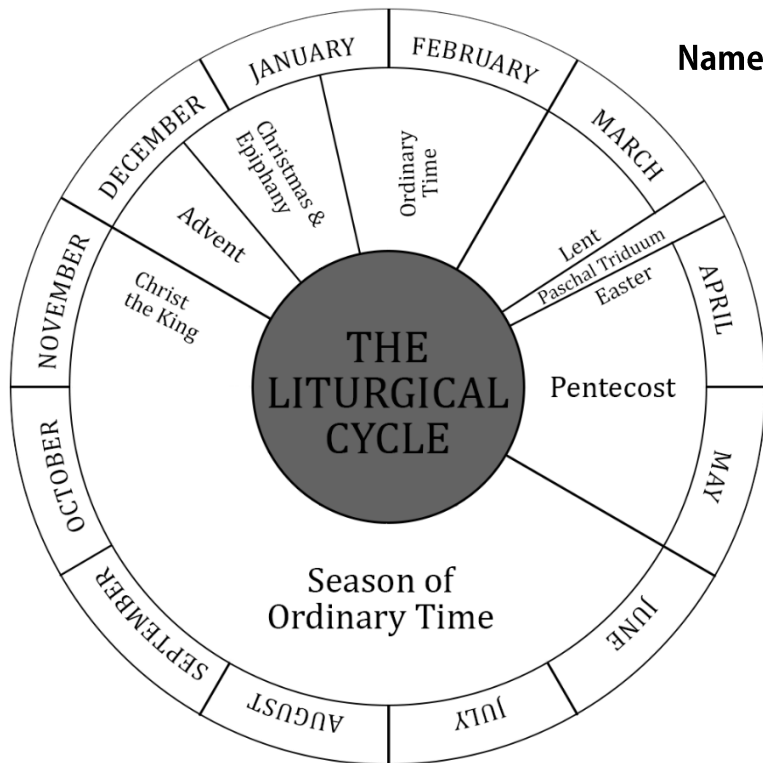 Name
JANUARY
FEBRUARY
MARCH
APRIL
MAY
JUNE
JULY
AUGUST
SEPTEMBER
OCTOBER
NOVEMBER
DECEMBER
Advent
Christmas &
Epiphany
Ordinary
Time
Lent
Paschal Triduum
Easter
Pentecost
Season of
Ordinary Time
Christ
the King
THE
LITURGICAL
CYCLE